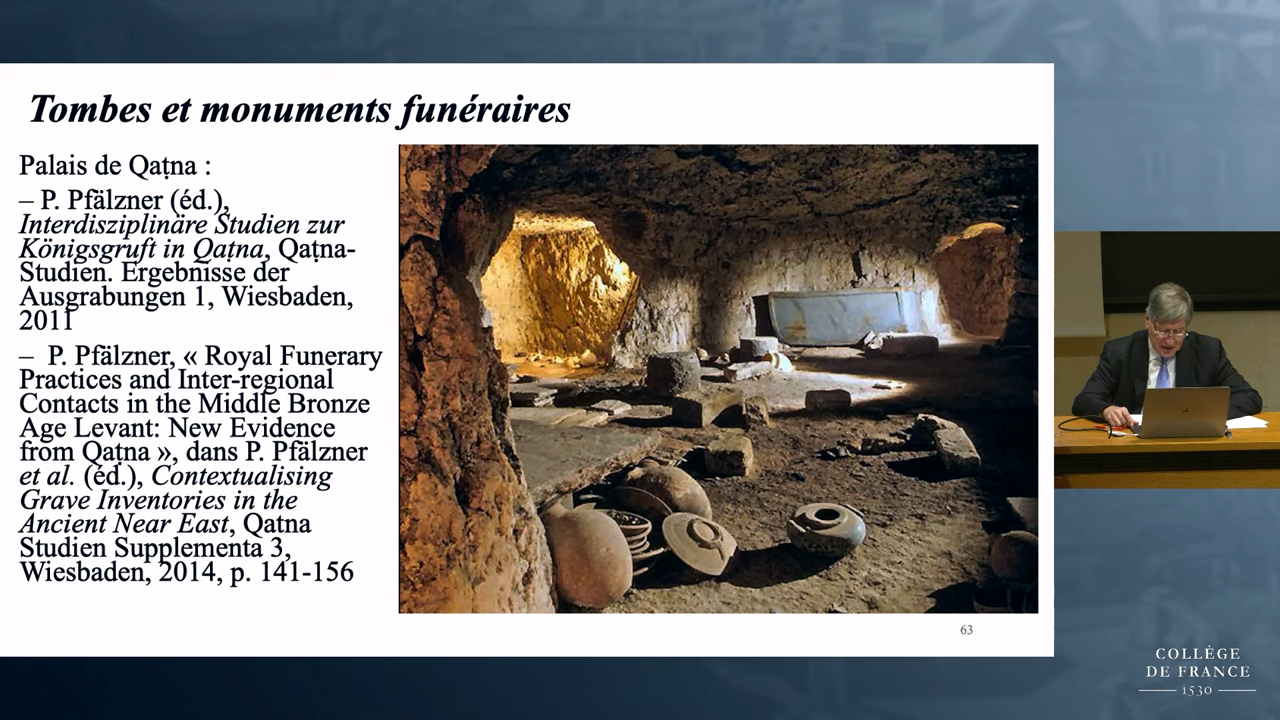 Tombes et monuments funéraires
Palais de Qaṭna :
– P. Pfälzner (éd.),
Interdisziplinäre Studien zur
Königsgruft in Qaṭna, Qaṭna-
Studien. Ergebnisse der
Ausgrabungen 1, Wiesbaden,
2011
– P. Pfälzner, « Royal Funerary
Practices and Inter-regional
Contacts in the Middle Bronze
Age Levant: New Evidence
from Qaṭna », dans P. Pfälzner
et al. (éd.), Contextualising
Grave Inventories in the
Ancient Near East, Qatna
Studien Supplementa 3,
Wiesbaden, 2014, p. 141-156
63
COLLÈGE
DE FRANCE
1530